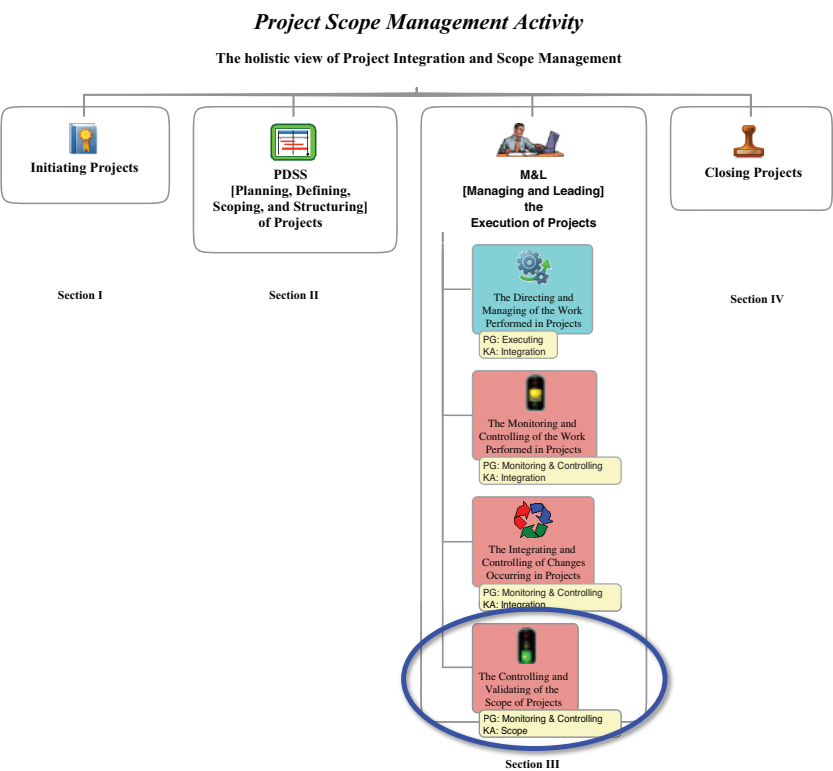 Project Scope Management Activity
The holistic view of Project Integration and Scope Management
Initiating Projects
Section I
PDSS
[Planning, Defining,
Scoping, and Structuring]
of Projects
Section II
M&L
[Managing and Leading]
the
Execution of Projects
The Directing and
Managing of the Work
Performed in Projects
PG: Executing
KA: Integration
The Monitoring and
Controlling of the Work
Performed in Projects
PG: Monitoring & Controlling
KA: Integration
The Integrating and
Controlling of Changes
Occurring in Projects
PG: Monitoring & Controlling
KA: Integration
The Controlling and
Validating of the
Scope of Projects
PG: Monitoring & Controlling
KA: Scope
Section III
Closing Projects
Section IV